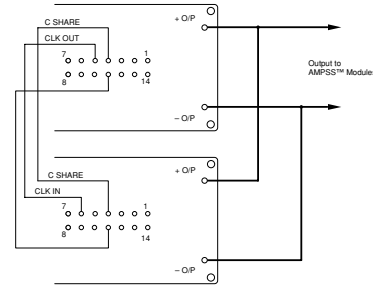 C SHARE
+ O/P
CLK OUT
7 1
8 14
Output to
AMPSS™ Module
– O/P
C SHARE
+ O/P
CLK IN
7 1
8 14
– O/P